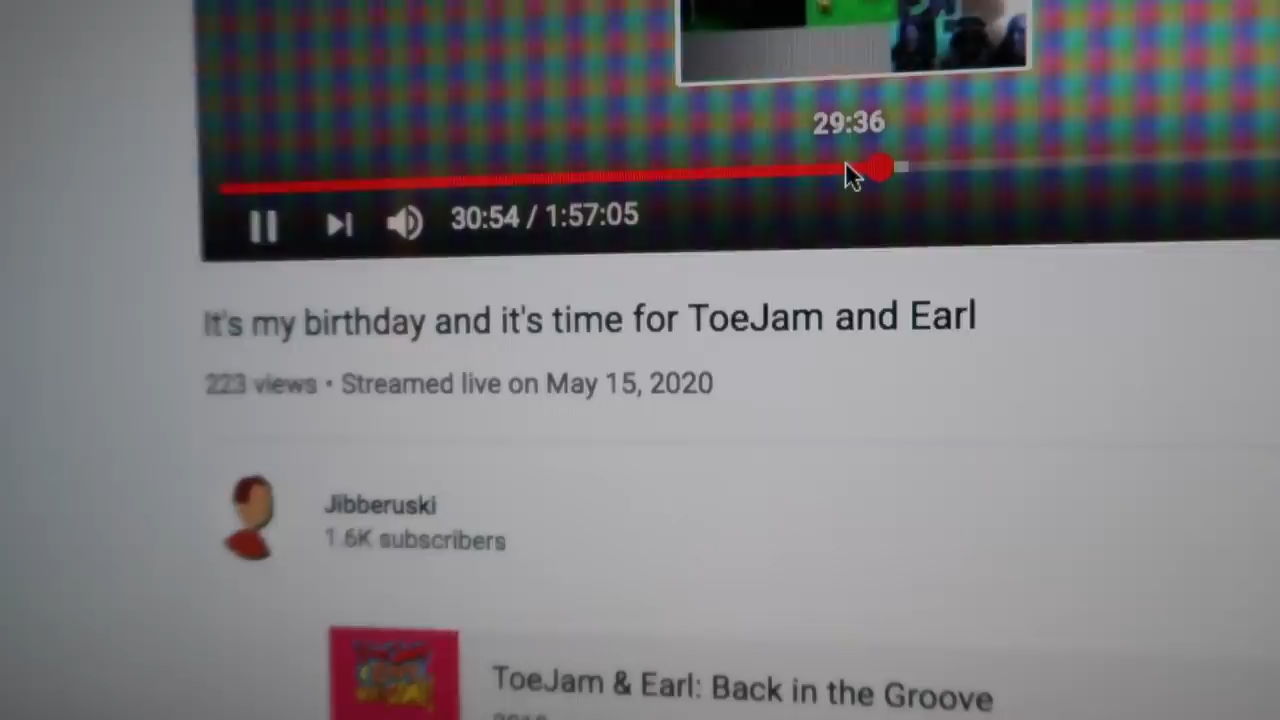 29:36
30:54 / 1:57:05
It's my birthday and it's time for ToeJam and Earl
223 views • Streamed live on May 15, 2020
Jibberuski
1.6K subscribers
ToeJam & Earl: Back in the Groove